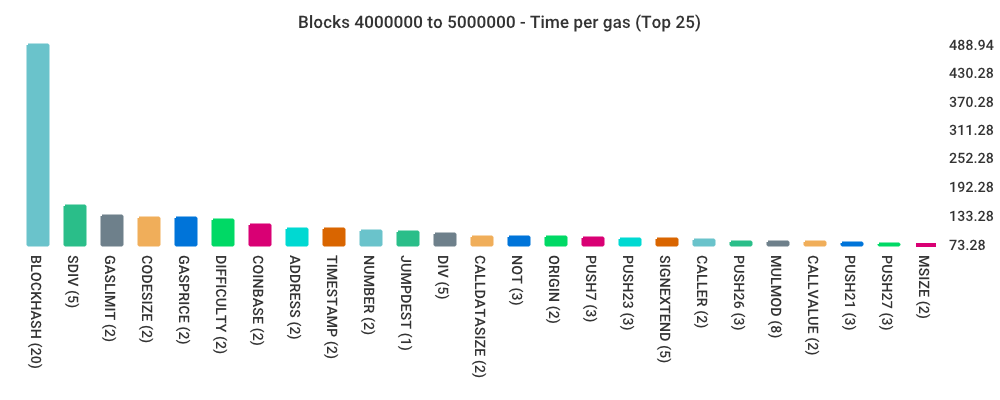 Blocks 4000000 to 5000000 - Time per gas (Top 25)
488.94
430.28
370.28
311.28
252.28
192.28
133.28
73.28
BLOCKHASH (20)
SDIV (5)
GASLIMIT (2)
CODESIZE (2)
GASPRICE (2)
DIFFICULTY (2)
COINBASE (2)
ADDRESS (2)
TIMESTAMP (2)
NUMBER (2)
JUMPDEST (1)
DIV (5)
CALLDATASIZE (2)
NOT (3)
ORIGIN (2)
PUSH7 (3)
PUSH23 (3)
SIGNEXTEND (5)
CALLER (2)
PUSH26 (3)
MULMOD (8)
CALLVALUE (2)
PUSH21 (3)
PUSH27 (3)
MSIZE (2)